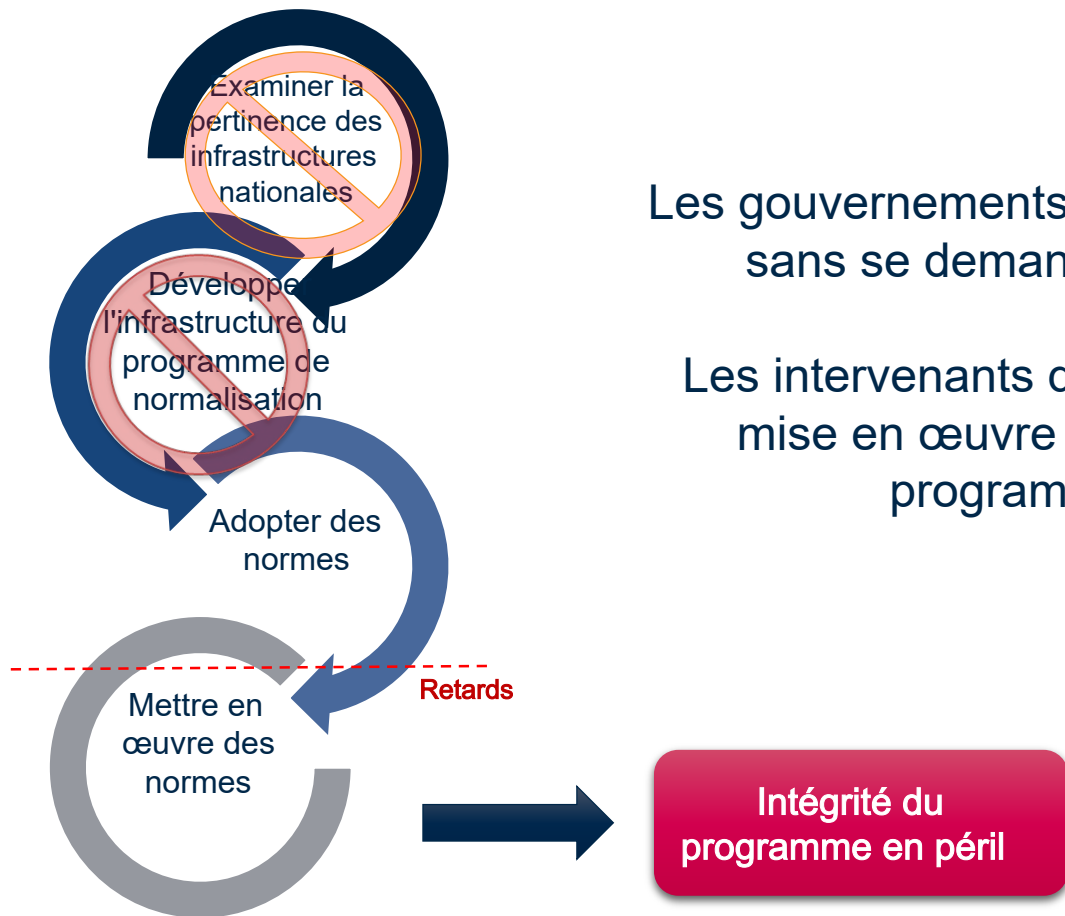 Examiner la
pertinence des
infrastructures
nationales
Développer
l'infrastructure du
programme de
normalisation
Adopter des
normes
Retards
Mettre en
œuvre des
normes
Les gouvernements
sans se deman
Les intervenants d
mise en œuvre
program
Intégrité du
programme en péril